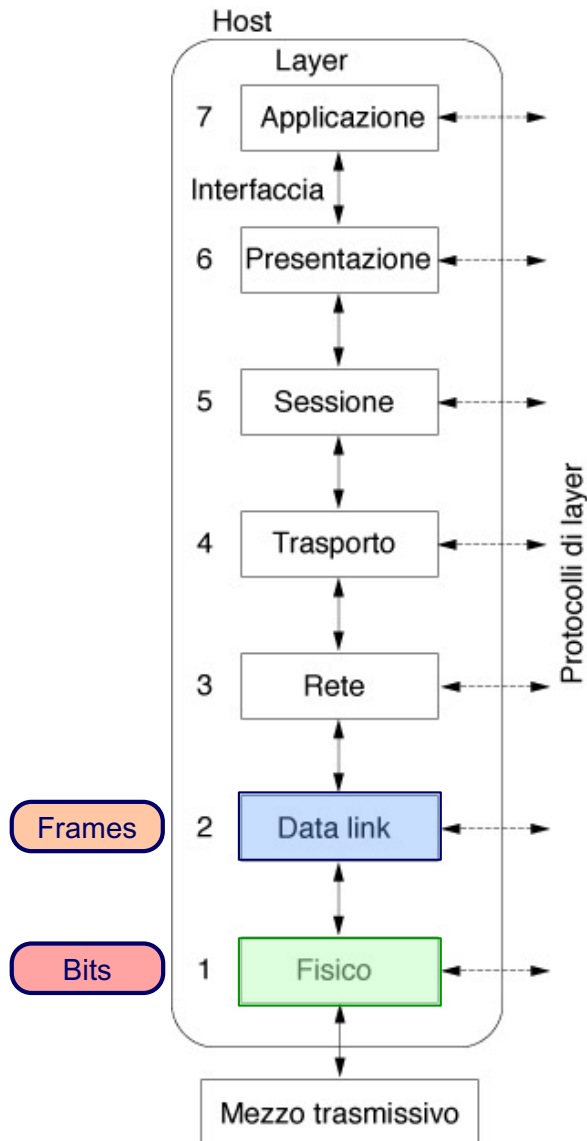 Host
Layer
7 Applicazione
Interfaccia
6 Presentazione
5 Sessione
4 Trasporto
Protocolli di layer
3 Rete
Frames 2 Data link
Bits 1 Fisico
Mezzo trasmissivo